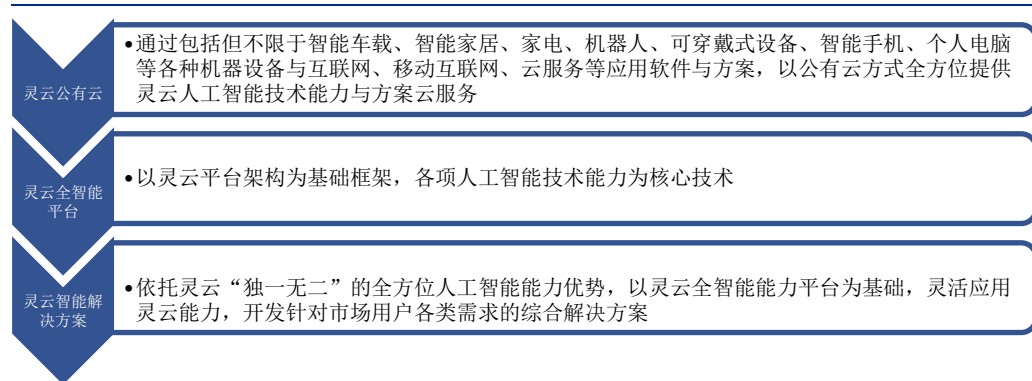 灵云公有云
•通过包括但不限于智能车载、智能家居、家电、机器人、可穿戴式设备、智能手机、个人电脑
等各种机器设备与互联网、移动互联网、云服务等应用软件与方案，以公有云方式全方位提供
灵云人工智能技术能力与方案云服务
灵云全智能
平台
•以灵云平台架构为基础框架，各项人工智能技术能力为核心技术
灵云智能解
决方案
•依托灵云“独一无二”的全方位人工智能能力优势，以灵云全智能能力平台为基础，灵活应用
灵云能力，开发针对市场用户各类需求的综合解决方案